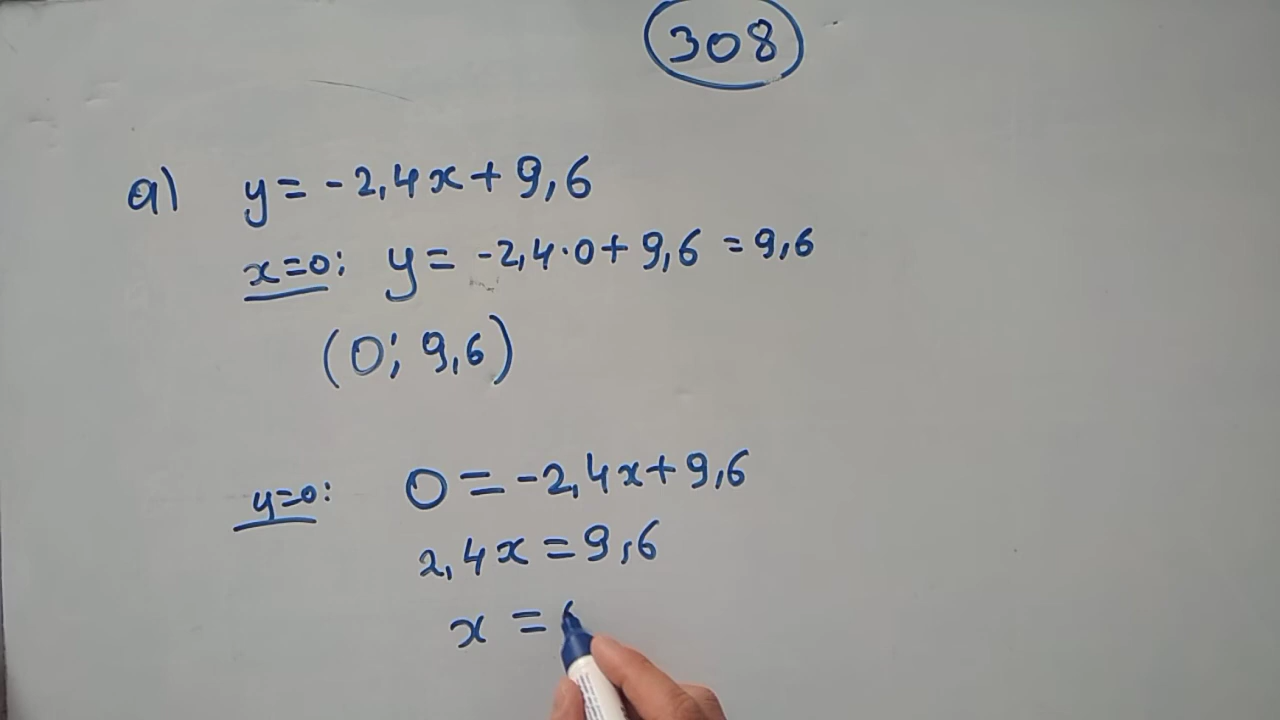 308
a) y = -2,4x + 9,6
x=0: y = -2,4·0 + 9,6 = 9,6
(0; 9,6)
y=0: 0 = -2,4x + 9,6
2,4x = 9,6
x =